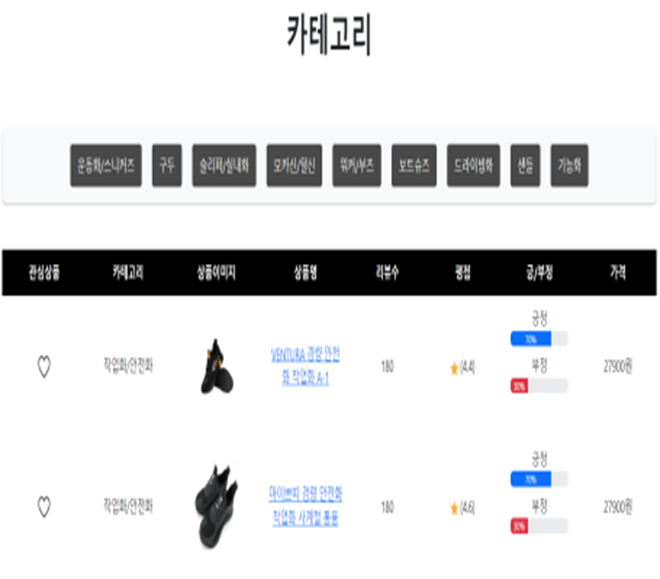 카테고리
운동화/스니커즈 구두 슬리퍼/실내화 모카신/털신 워커/부츠 보트슈즈 드라이빙화 샌들 기능화
관심상품 카테고리 상품이미지 상품명 리뷰수 평점 긍/부정 가격
작업화/안전화
VENTURA 경량 안전
화 작업화 A-1
180
(4.4)
긍정
70%
부정
30%
27900원
작업화/안전화
마이쁘띠 경량 안전화
작업화 사계절 통풍
180
(4.6)
긍정
70%
부정
30%
27900원